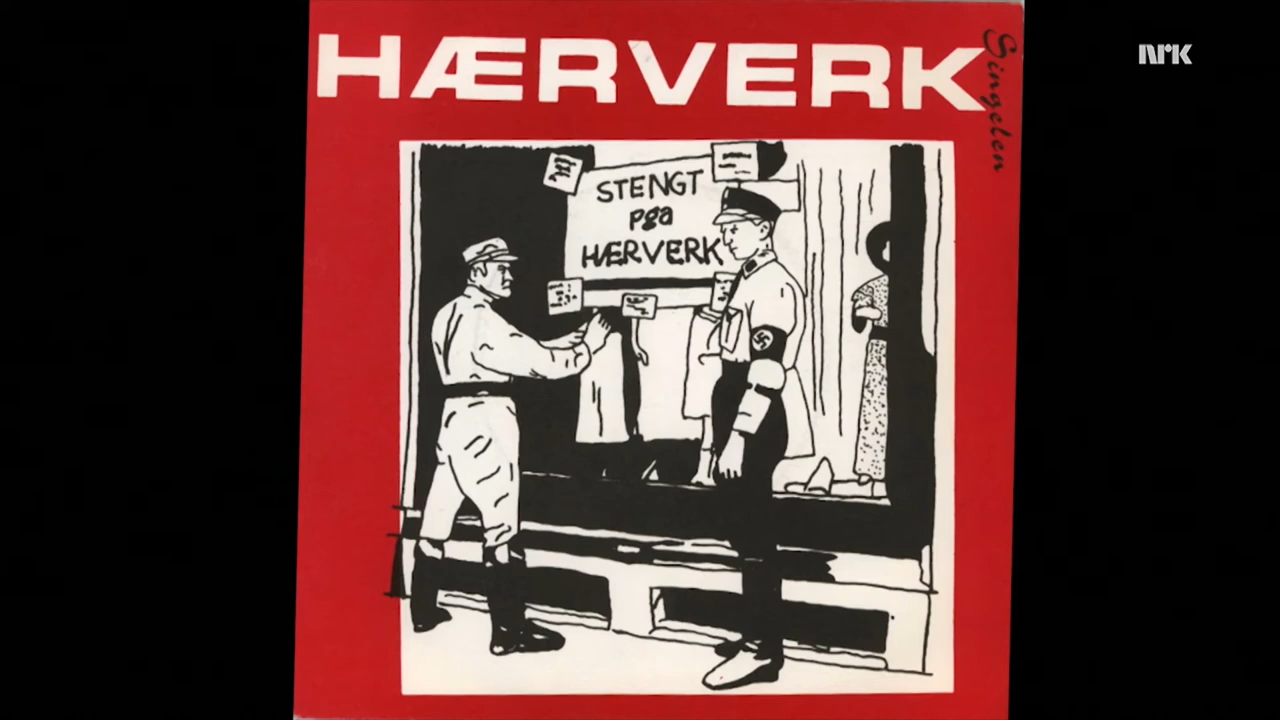 HÆRVERK
Singelen
nrk
STENGT
pga
HÆRVERK